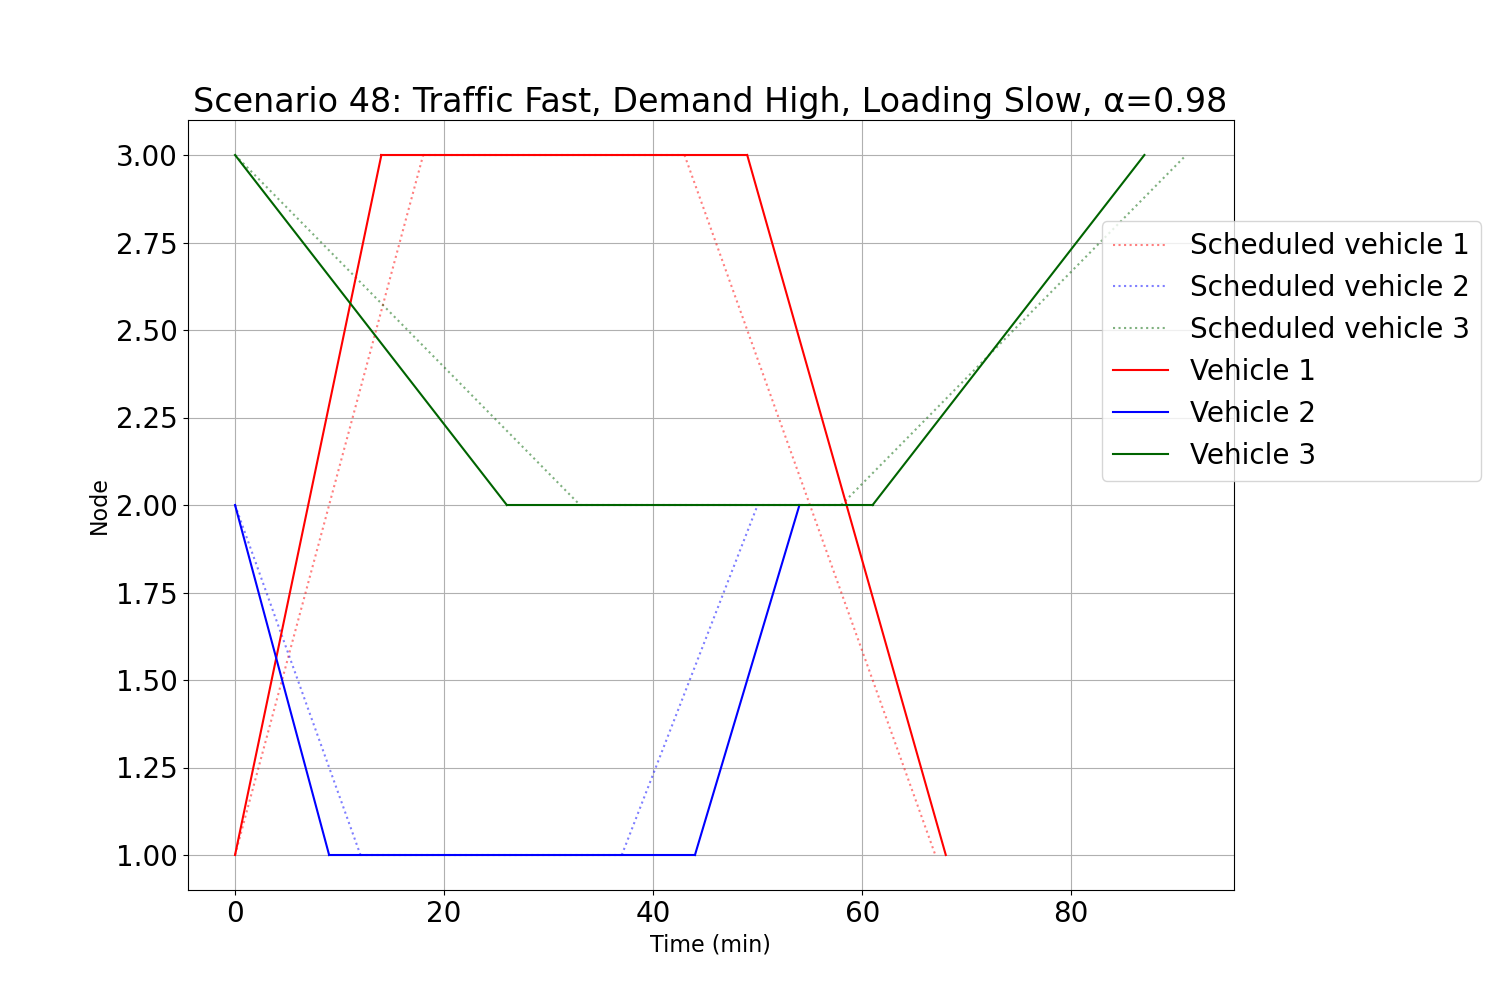 Scenario 48: Traffic Fast, Demand High, Loading Slow, α=0.98
3.00
2.75
2.50
2.25
2.00
1.75
1.50
1.25
1.00
Node
0 20 40 60 80
Time (min)
Scheduled vehicle 1
Scheduled vehicle 2
Scheduled vehicle 3
Vehicle 1
Vehicle 2
Vehicle 3